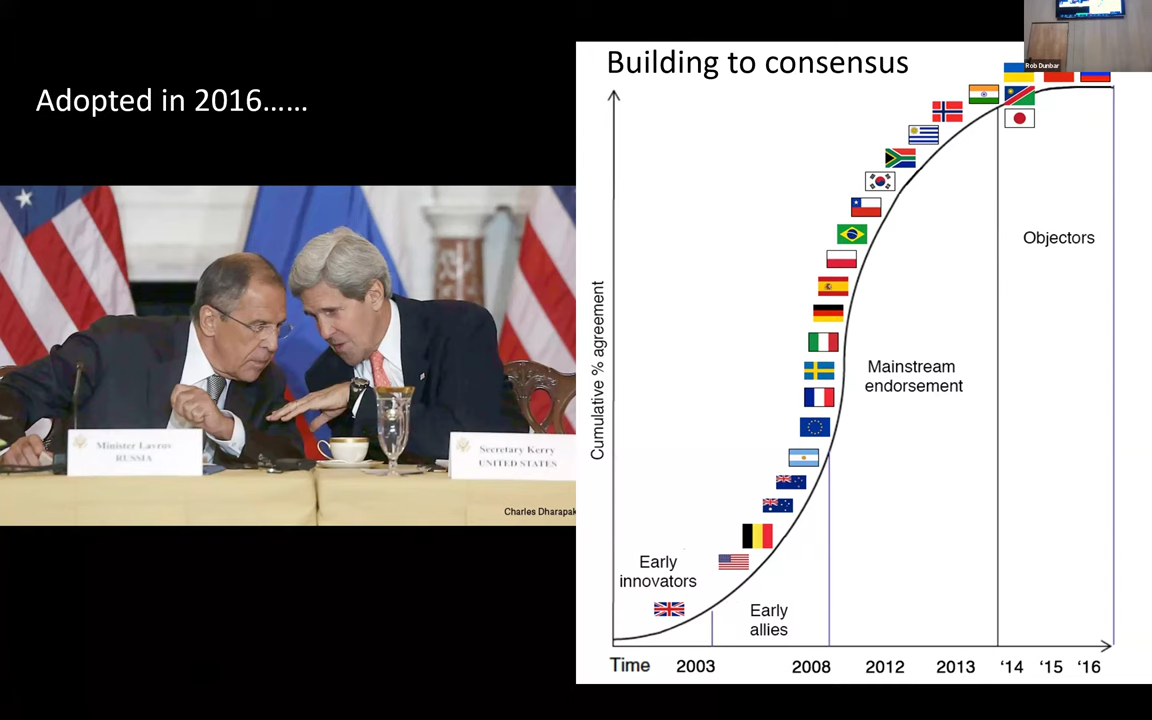 Adopted in 2016......
Building to consensus
Rob Dunbar
Cumulative % agreement
Objectors
Mainstream
endorsement
Early
innovators
Early
allies
Time 2003 2008 2012 2013 ‘14 ‘15 ‘16
Minister Lavrov
RUSSIA
Secretary Kerry
UNITED STATES
Charles Dharapak